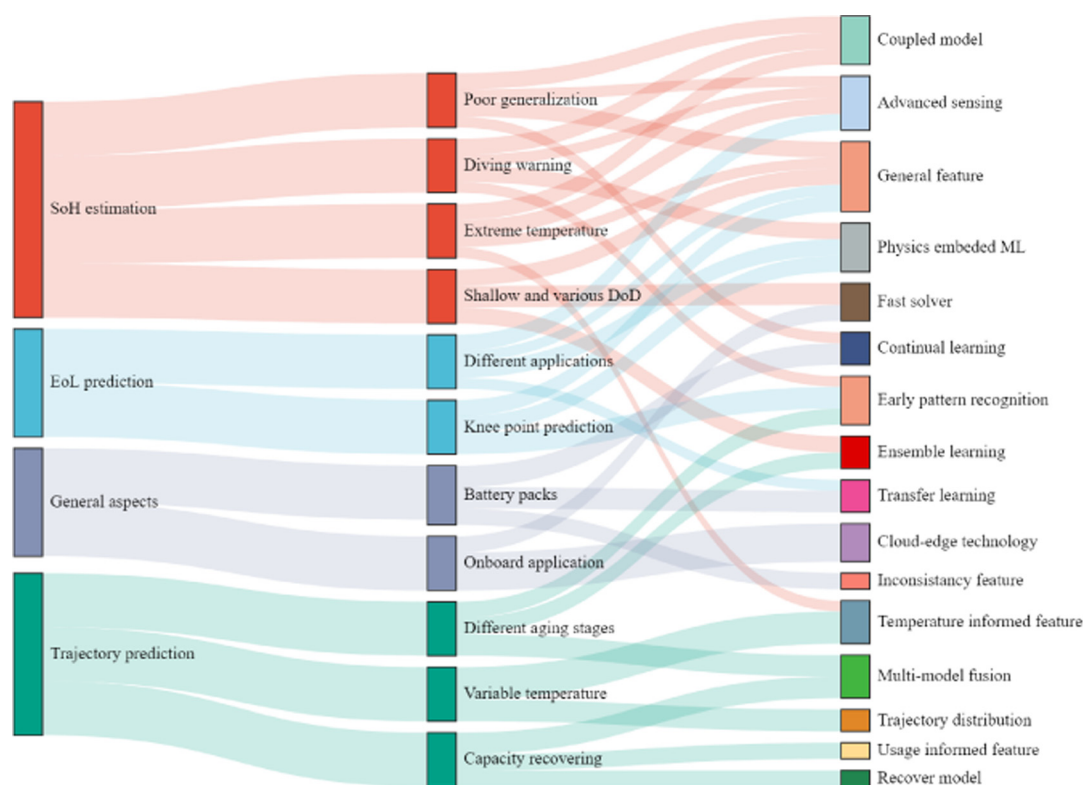 SoH estimation
EoL prediction
General aspects
Trajectory prediction
Poor generalization
Diving warning
Extreme temperature
Shallow and various DoD
Different applications
Knee point prediction
Battery packs
Onboard application
Different aging stages
Variable temperature
Capacity recovering
Coupled model
Advanced sensing
General feature
Physics embeded ML
Fast solver
Continual learning
Early pattern recognition
Ensemble learning
Transfer learning
Cloud-edge technology
Inconsistancy feature
Temperature informed feature
Multi-model fusion
Trajectory distribution
Usage informed feature
Recover model